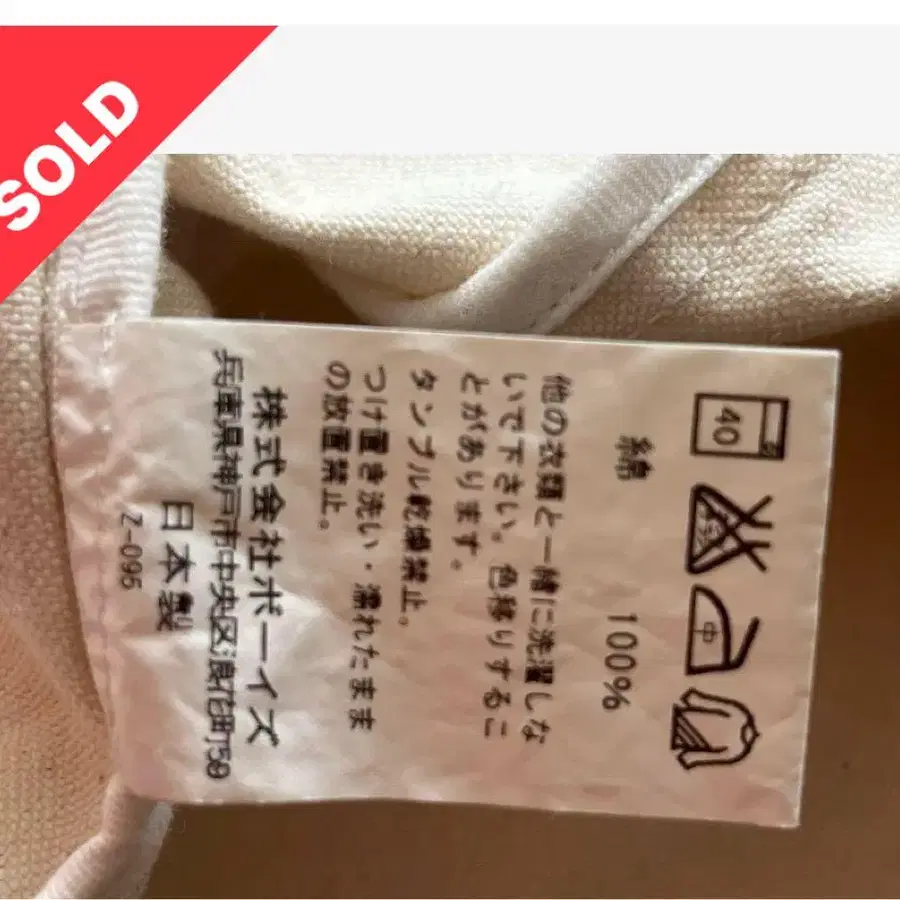 SOLD
40
中
綿 100%
他の衣類と一緒に洗濯しな
いで下さい。色移りするこ
とがあります。
タンブル乾燥禁止。
つけ置き洗い・濡れたまま
の放置禁止。
株式会社ボーイズ
兵庫県神戸市中央区浪花町59
日本製
Z-095